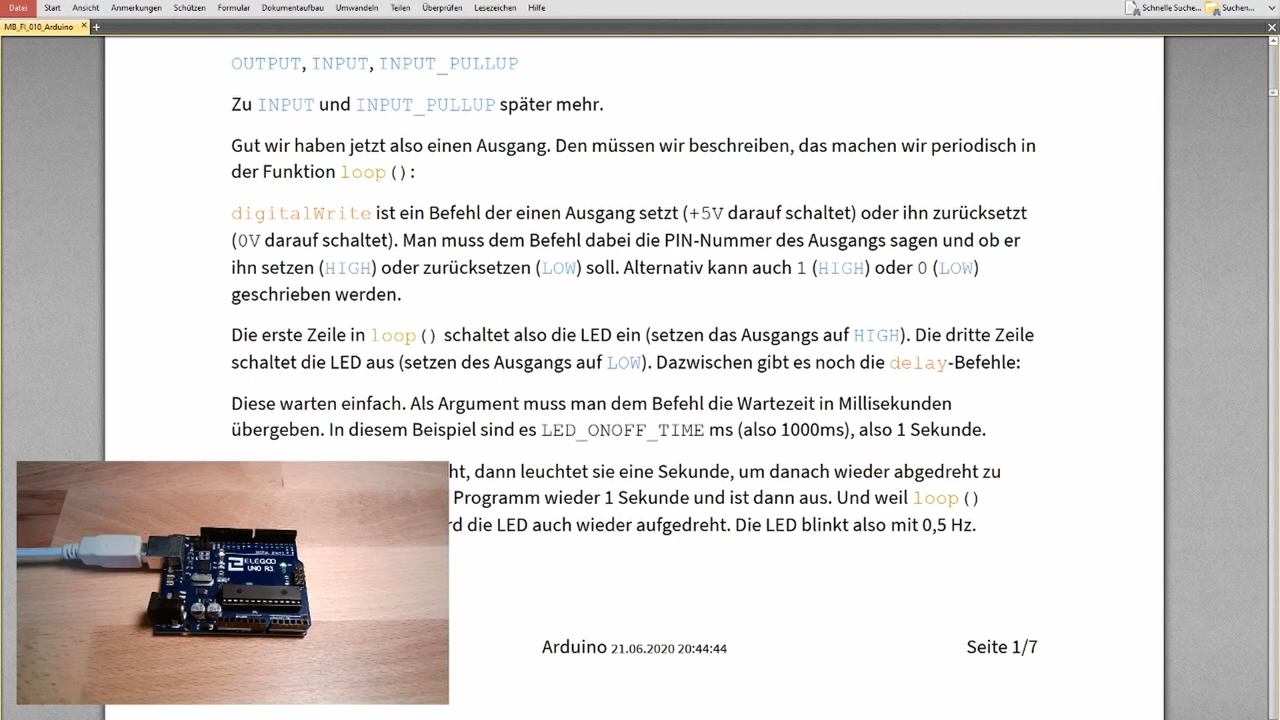 Datei Start Ansicht Anmerkungen Schützen Formular Dokumentaufbau Umwandeln Teilen Überprüfen Lesezeichen Hilfe Schnelle Suche... Suchen...
MB_FI_010_Arduino
OUTPUT, INPUT, INPUT_PULLUP
Zu INPUT und INPUT_PULLUP später mehr.
Gut wir haben jetzt also einen Ausgang. Den müssen wir beschreiben, das machen wir periodisch in
der Funktion loop():
digitalWrite ist ein Befehl der einen Ausgang setzt (+5V darauf schaltet) oder ihn zurücksetzt
(0V darauf schaltet). Man muss dem Befehl dabei die PIN-Nummer des Ausgangs sagen und ob er
ihn setzen (HIGH) oder zurücksetzen (LOW) soll. Alternativ kann auch 1 (HIGH) oder 0 (LOW)
geschrieben werden.
Die erste Zeile in loop() schaltet also die LED ein (setzen das Ausgangs auf HIGH). Die dritte Zeile
schaltet die LED aus (setzen des Ausgangs auf LOW). Dazwischen gibt es noch die delay-Befehle:
Diese warten einfach. Als Argument muss man dem Befehl die Wartezeit in Millisekunden
übergeben. In diesem Beispiel sind es LED_ONOFF_TIME ms (also 1000ms), also 1 Sekunde.
ht, dann leuchtet sie eine Sekunde, um danach wieder abgedreht zu
Programm wieder 1 Sekunde und ist dann aus. Und weil loop()
rd die LED auch wieder aufgedreht. Die LED blinkt also mit 0,5 Hz.
ELEGOO
UNO R3
Arduino 21.06.2020 20:44:44
Seite 1/7